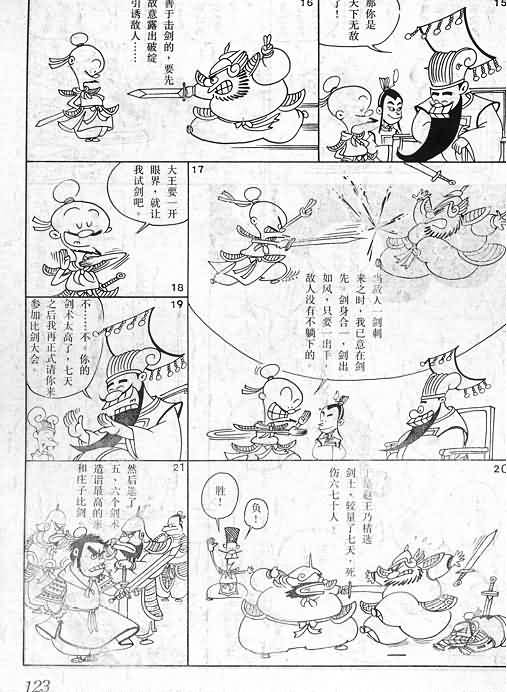 15
那你是
天下无敌
了！
16
善于击剑的，要先
故意露出破绽
引诱敌人……
17
当敌人一剑刺
来之时，我已意在剑
先，剑身合一，剑出
如风，只要一出手，
敌人没有不躺下的。
18
大王要一开
眼界，就让
我试剑吧。
19
不……不。你的
剑术太高了，七天
之后我再正式请你来
参加比剑大会。
20
于是赵王乃精选
剑士，较量了七天，死
伤六七十人。
负！
胜！
21
然后选了
五、六个剑术
造诣最高的来
和庄子比剑
123